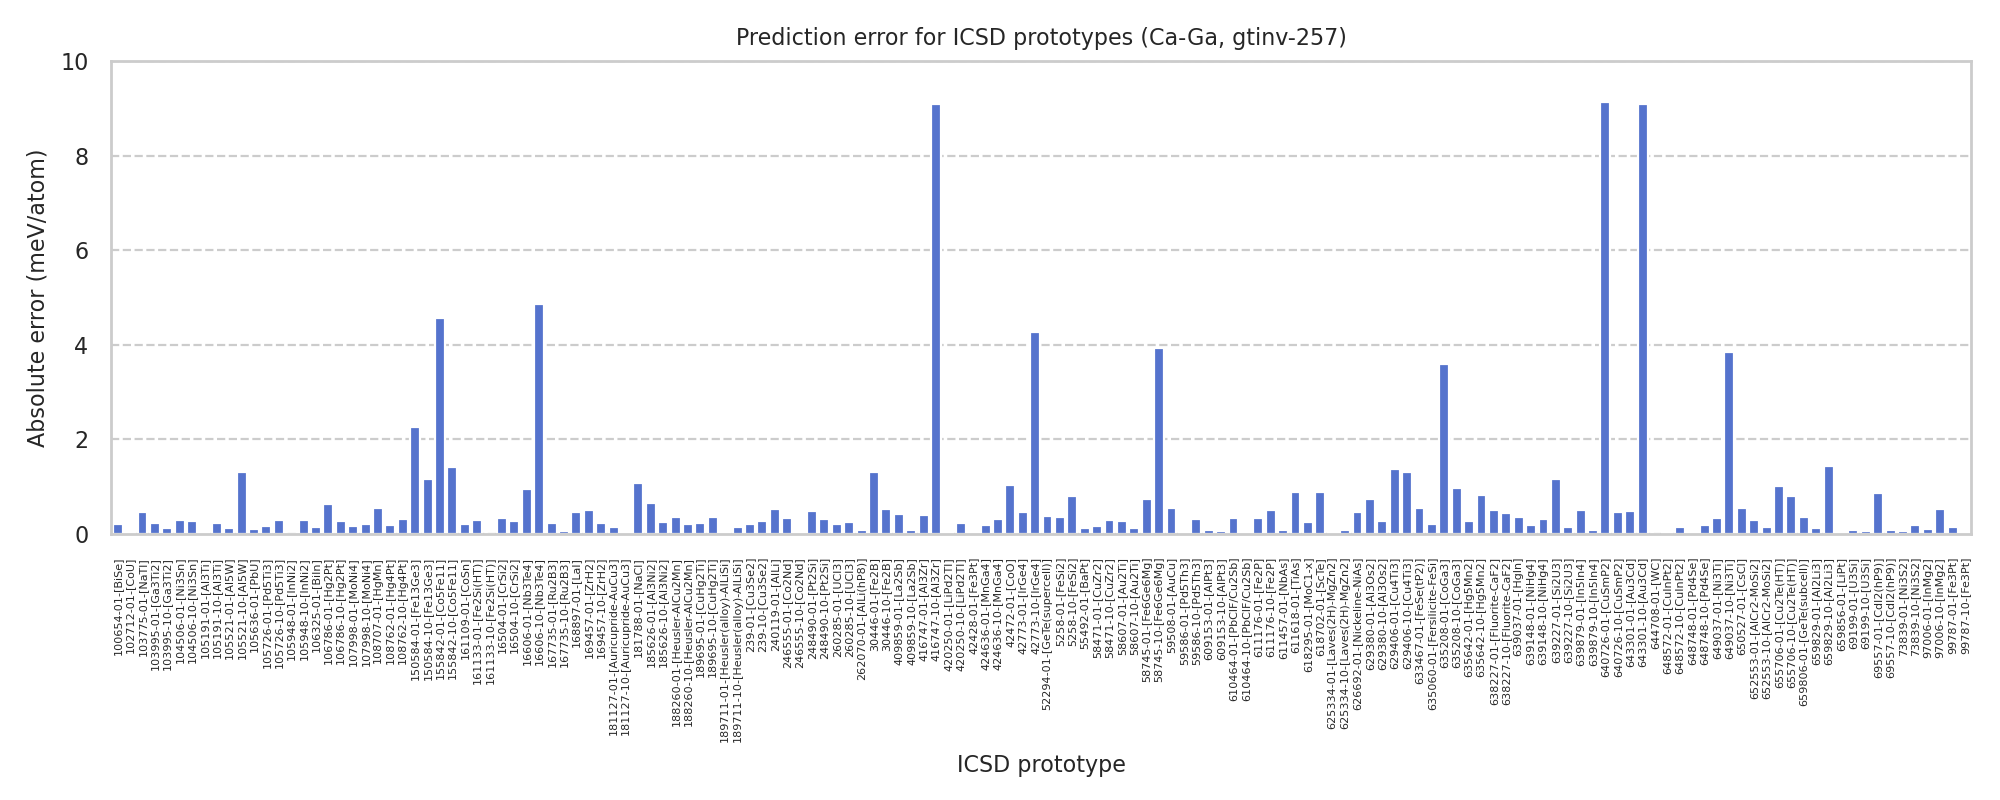 Prediction error for ICSD prototypes (Ca-Ga, gtinv-257)
Absolute error (meV/atom)
10
8
6
4
2
0
100654-01-[BiSe]
102712-01-[CoU]
103775-01-[NaTl]
103995-01-[Ga3Ti2]
103995-10-[Ga3Ti2]
104506-01-[Ni3Sn]
104506-10-[Ni3Sn]
105191-01-[Al3Ti]
105191-10-[Al3Ti]
105521-01-[Al5W]
105521-10-[Al5W]
105636-01-[PbU]
105726-01-[Pd5Ti3]
105726-10-[Pd5Ti3]
105948-01-[InNi2]
105948-10-[InNi2]
106325-01-[BiIn]
106786-01-[Hg2Pt]
106786-10-[Hg2Pt]
107998-01-[MoNi4]
107998-10-[MoNi4]
108707-01-[HgMn]
108762-01-[Hg4Pt]
108762-10-[Hg4Pt]
150584-01-[Fe13Ge3]
150584-10-[Fe13Ge3]
155842-01-[Co5Fe11]
155842-10-[Co5Fe11]
161109-01-[CoSn]
161133-01-[Fe2Si(HT)]
161133-10-[Fe2Si(HT)]
16504-01-[CrSi2]
16504-10-[CrSi2]
16606-01-[Nb3Te4]
16606-10-[Nb3Te4]
167735-01-[Ru2B3]
167735-10-[Ru2B3]
168897-01-[LaI]
169457-01-[ZrH2]
169457-10-[ZrH2]
181127-01-[Auricupride-AuCu3]
181127-10-[Auricupride-AuCu3]
181788-01-[NaCl]
185626-01-[Al3Ni2]
185626-10-[Al3Ni2]
188260-01-[Heusler-AlCu2Mn]
188260-10-[Heusler-AlCu2Mn]
189695-01-[CuHg2Ti]
189695-10-[CuHg2Ti]
189711-01-[Heusler(alloy)-AlLiSi]
189711-10-[Heusler(alloy)-AlLiSi]
239-01-[Cu3Se2]
239-10-[Cu3Se2]
240119-01-[AlLi]
246555-01-[Co2Nd]
246555-10-[Co2Nd]
248490-01-[Pt2Si]
248490-10-[Pt2Si]
260285-01-[UCl3]
260285-10-[UCl3]
262070-01-[AlLi(hP8)]
30446-01-[Fe2B]
30446-10-[Fe2B]
409859-01-[La2Sb]
409859-10-[La2Sb]
416747-01-[Al3Zr]
416747-10-[Al3Zr]
420250-01-[LiPd2Tl]
420250-10-[LiPd2Tl]
42428-01-[Fe3Pt]
424636-01-[MnGa4]
424636-10-[MnGa4]
42472-01-[CoO]
42773-01-[IrGe4]
42773-10-[IrGe4]
52294-01-[GeTe(supercell)]
5258-01-[FeSi2]
5258-10-[FeSi2]
55492-01-[BaPt]
58471-01-[CuZr2]
58471-10-[CuZr2]
58607-01-[Au2Ti]
58607-10-[Au2Ti]
58745-01-[Fe6Ge6Mg]
58745-10-[Fe6Ge6Mg]
59508-01-[AuCu]
59586-01-[Pd5Th3]
59586-10-[Pd5Th3]
609153-01-[AlPt3]
609153-10-[AlPt3]
610464-01-[PbClF/Cu2Sb]
610464-10-[PbClF/Cu2Sb]
611176-01-[Fe2P]
611176-10-[Fe2P]
611457-01-[NbAs]
611618-01-[TiAs]
618295-01-[MoC1-x]
618702-01-[ScTe]
625334-01-[Laves(2H)-MgZn2]
625334-10-[Laves(2H)-MgZn2]
626692-01-[Nickeline-NiAs]
629380-01-[Al3Os2]
629380-10-[Al3Os2]
629406-01-[Cu4Ti3]
629406-10-[Cu4Ti3]
633467-01-[FeSe(tP2)]
635060-01-[Fersilicite-FeSi]
635208-01-[CoGa3]
635208-10-[CoGa3]
635642-01-[Hg5Mn2]
635642-10-[Hg5Mn2]
638227-01-[Fluorite-CaF2]
638227-10-[Fluorite-CaF2]
639037-01-[HgIn]
639148-01-[NiHg4]
639148-10-[NiHg4]
639227-01-[Si2U3]
639227-10-[Si2U3]
639879-01-[In5In4]
639879-10-[In5In4]
640726-01-[CuSmP2]
640726-10-[CuSmP2]
643301-01-[Au3Cd]
643301-10-[Au3Cd]
644708-01-[WC]
648572-01-[CuInPt2]
648572-10-[CuInPt2]
648748-01-[Pd4Se]
648748-10-[Pd4Se]
649037-01-[Ni3Ti]
649037-10-[Ni3Ti]
650527-01-[CsCl]
652553-01-[AlCr2-MoSi2]
652553-10-[AlCr2-MoSi2]
655706-01-[Cu2Te(HT)]
655706-10-[Cu2Te(HT)]
659806-01-[GeTe(subcell)]
659829-01-[Al2Li3]
659829-10-[Al2Li3]
659856-01-[LiPt]
69199-01-[U3Si]
69199-10-[U3Si]
69557-01-[CdI2(hP9)]
69557-10-[CdI2(hP9)]
73839-01-[Ni3S2]
73839-10-[Ni3S2]
97006-01-[InMg2]
97006-10-[InMg2]
99787-01-[Fe3Pt]
99787-10-[Fe3Pt]
ICSD prototype